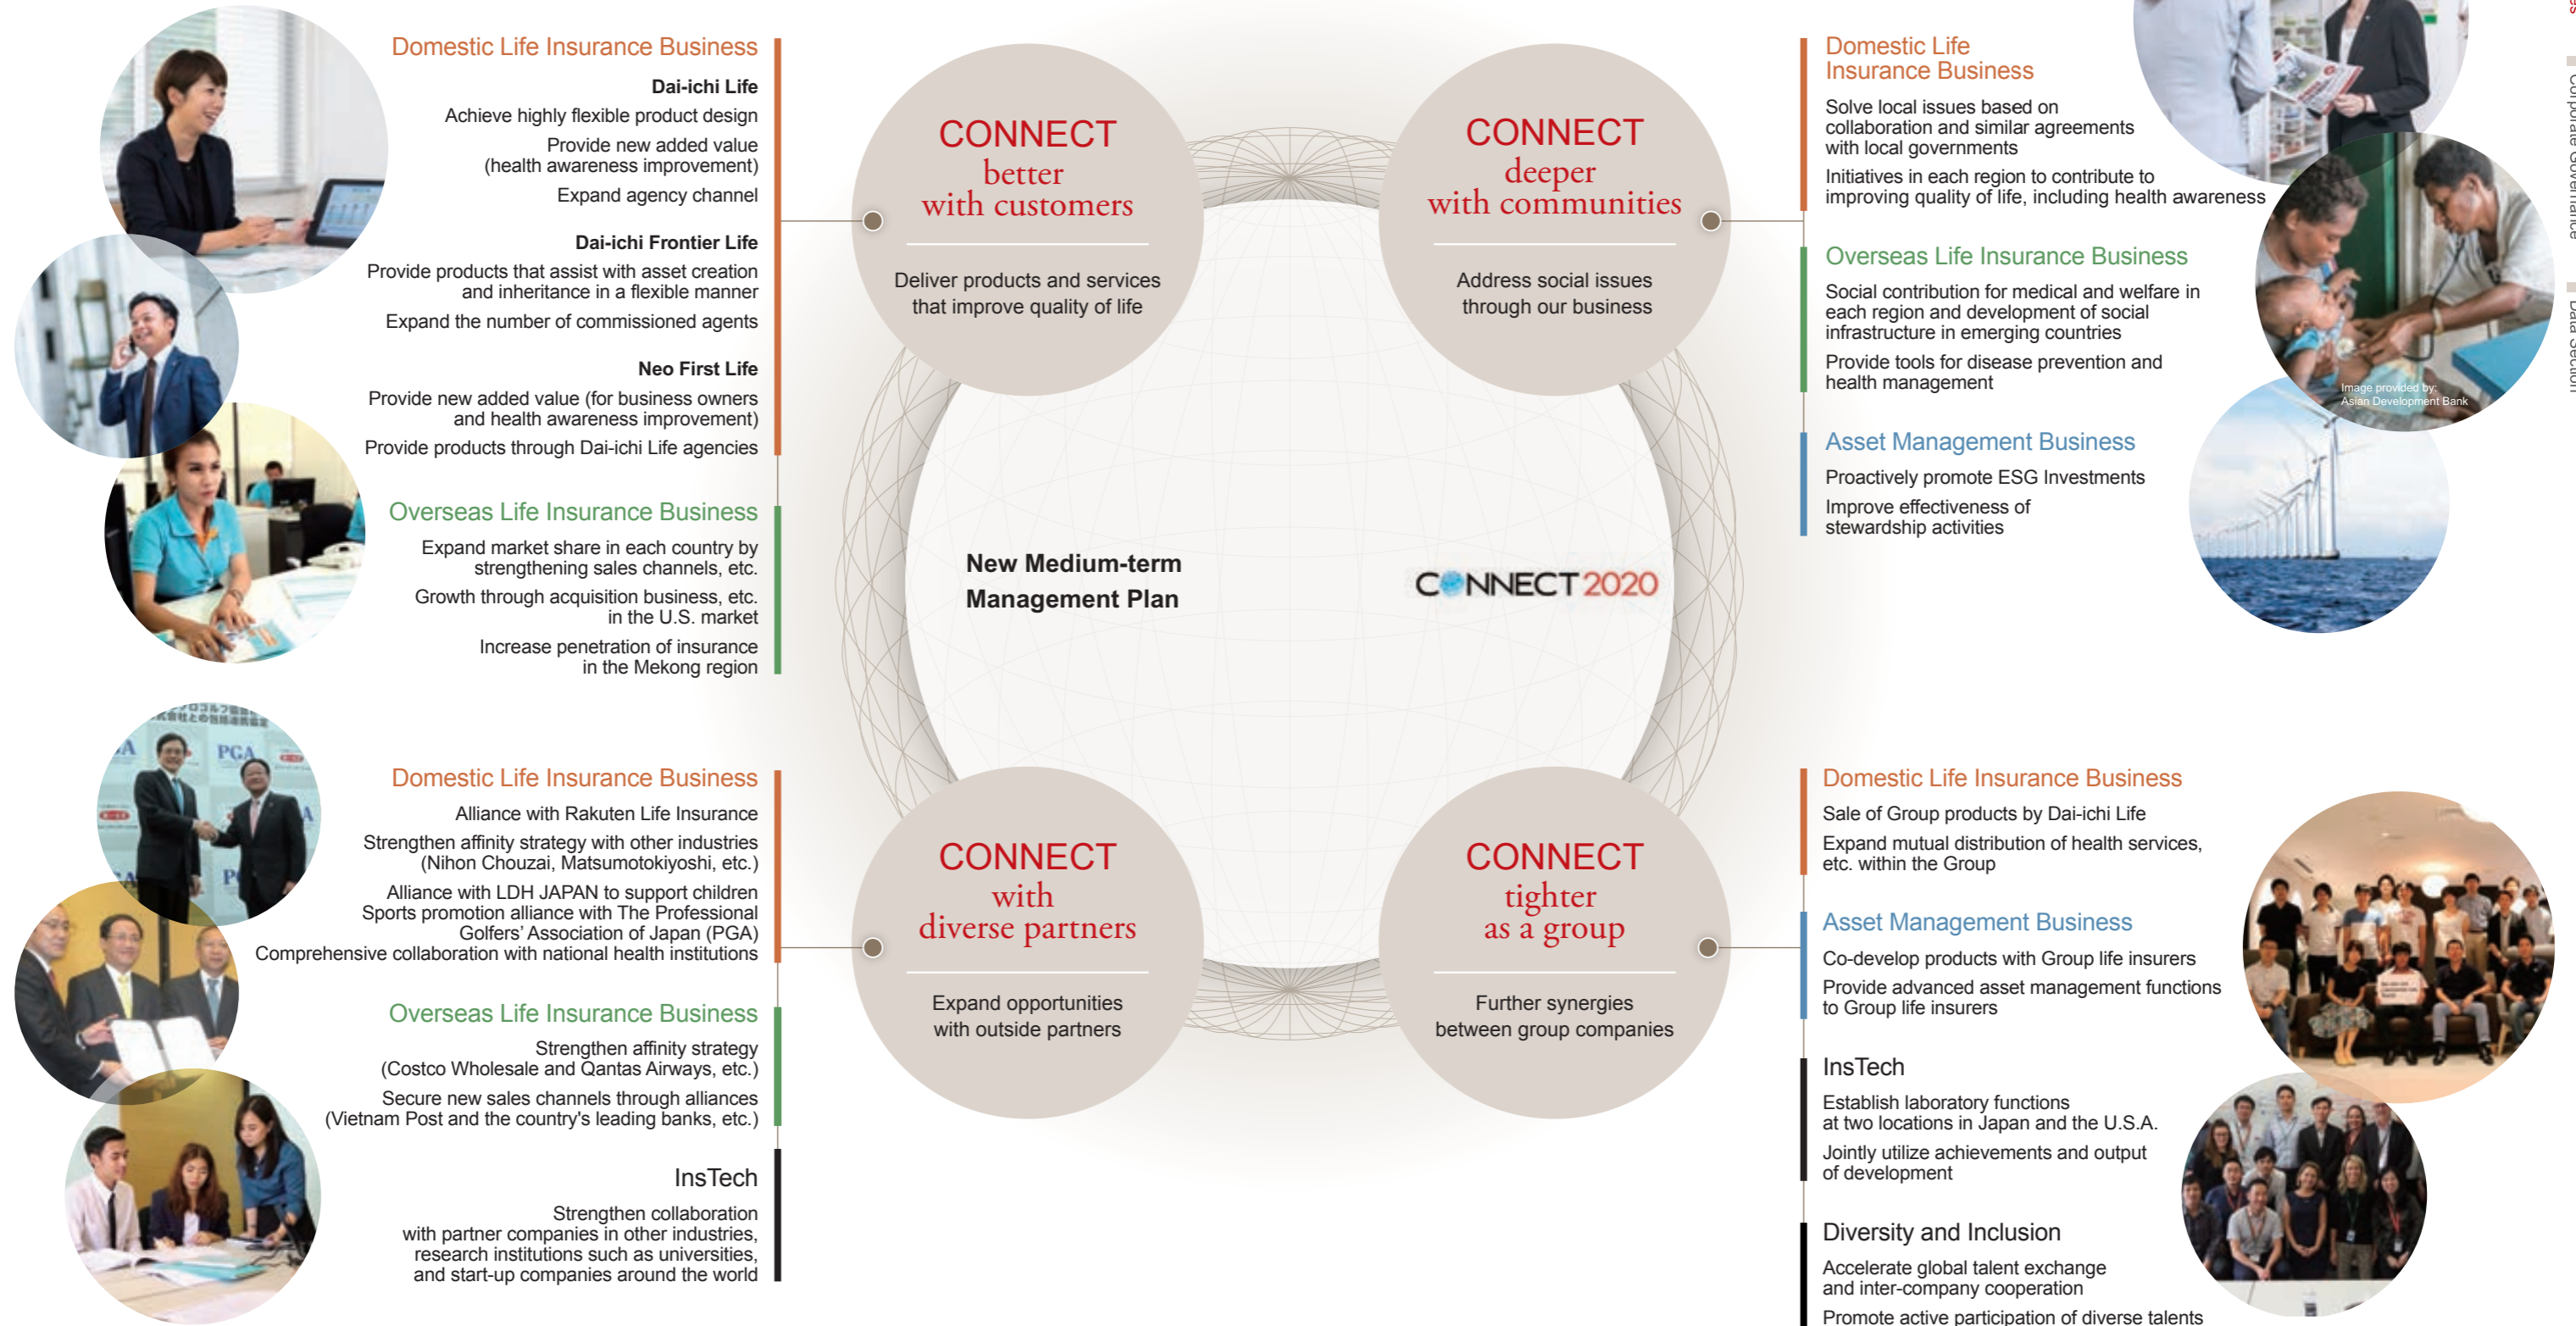 Domestic Life Insurance Business
Dai-ichi Life
Achieve highly flexible product design
Provide new added value
(health awareness improvement)
Expand agency channel
Dai-ichi Frontier Life
Provide products that assist with asset creation
and inheritance in a flexible manner
Expand the number of commissioned agents
Neo First Life
Provide new added value (for business owners
and health awareness improvement)
Provide products through Dai-ichi Life agencies
Overseas Life Insurance Business
Expand market share in each country by
strengthening sales channels, etc.
Growth through acquisition business, etc.
in the U.S. market
Increase penetration of insurance
in the Mekong region
CONNECT
better
with customers
Deliver products and services
that improve quality of life
CONNECT
deeper
with communities
Address social issues
through our business
Domestic Life
Insurance Business
Solve local issues based on
collaboration and similar agreements
with local governments
Initiatives in each region to contribute to
improving quality of life, including health awareness
Overseas Life Insurance Business
Social contribution for medical and welfare in
each region and development of social
infrastructure in emerging countries
Provide tools for disease prevention and
health management
Asset Management Business
Proactively promote ESG Investments
Improve effectiveness of
stewardship activities
Image provided by:
Asian Development Bank
Corporate Governance
Data Section
New Medium-term
Management Plan
CONNECT 2020
PGA
Domestic Life Insurance Business
Alliance with Rakuten Life Insurance
Strengthen affinity strategy with other industries
(Nihon Chouzai, Matsumotokiyoshi, etc.)
Alliance with LDH JAPAN to support children
Sports promotion alliance with The Professional
Golfers' Association of Japan (PGA)
Comprehensive collaboration with national health institutions
Overseas Life Insurance Business
Strengthen affinity strategy
(Costco Wholesale and Qantas Airways, etc.)
Secure new sales channels through alliances
(Vietnam Post and the country's leading banks, etc.)
InsTech
Strengthen collaboration
with partner companies in other industries,
research institutions such as universities,
and start-up companies around the world
CONNECT
with
diverse partners
Expand opportunities
with outside partners
CONNECT
tighter
as a group
Further synergies
between group companies
Domestic Life Insurance Business
Sale of Group products by Dai-ichi Life
Expand mutual distribution of health services,
etc. within the Group
Asset Management Business
Co-develop products with Group life insurers
Provide advanced asset management functions
to Group life insurers
InsTech
Establish laboratory functions
at two locations in Japan and the U.S.A.
Jointly utilize achievements and output
of development
Diversity and Inclusion
Accelerate global talent exchange
and inter-company cooperation
Promote active participation of diverse talents